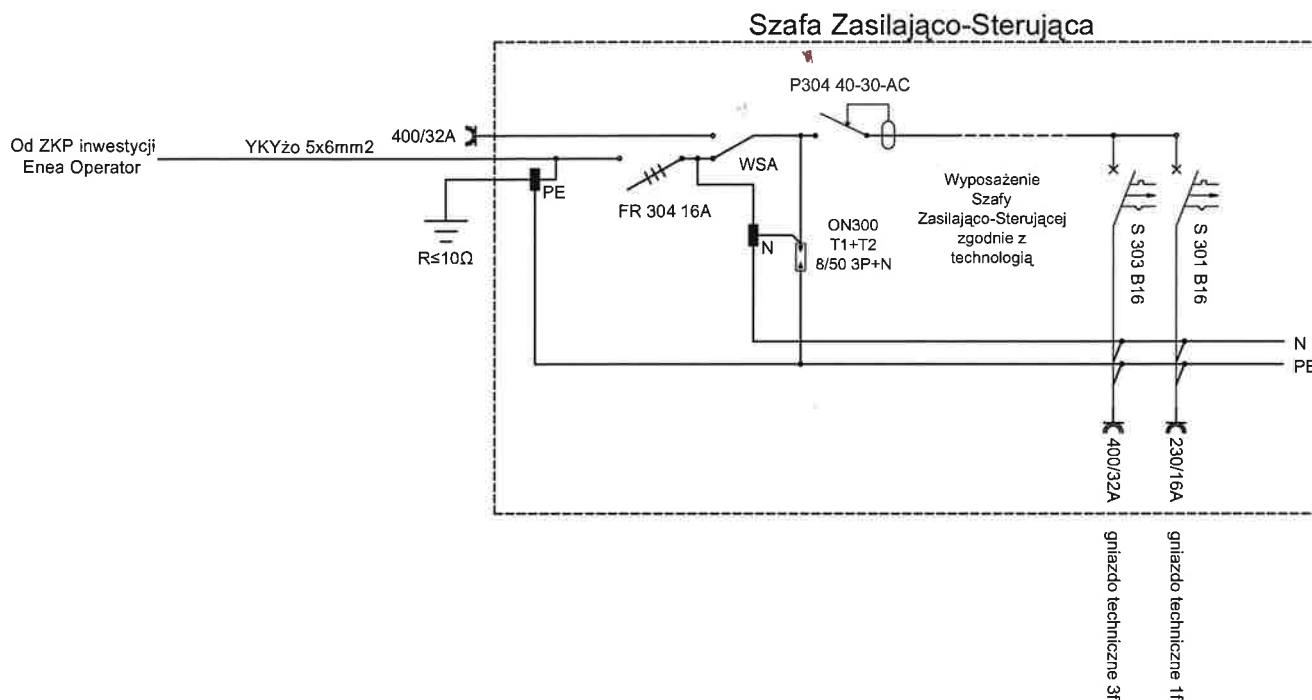 Szafa Zasilająco-Sterująca
P304 40-30-AC
400/32A
Od ZKP inwestycji
Enea Operator
YKYżo 5x6mm2
WSA
PE
FR 304 16A
R≤10Ω
N
ON300
T1+T2
8/50 3P+N
Wyposażenie
Szafy
Zasilająco-Sterującej
zgodnie z
technologią
S 303 B16
S 301 B16
N
PE
400/32A
230/16A
gniazdo techniczne 3f
gniazdo techniczne 1f